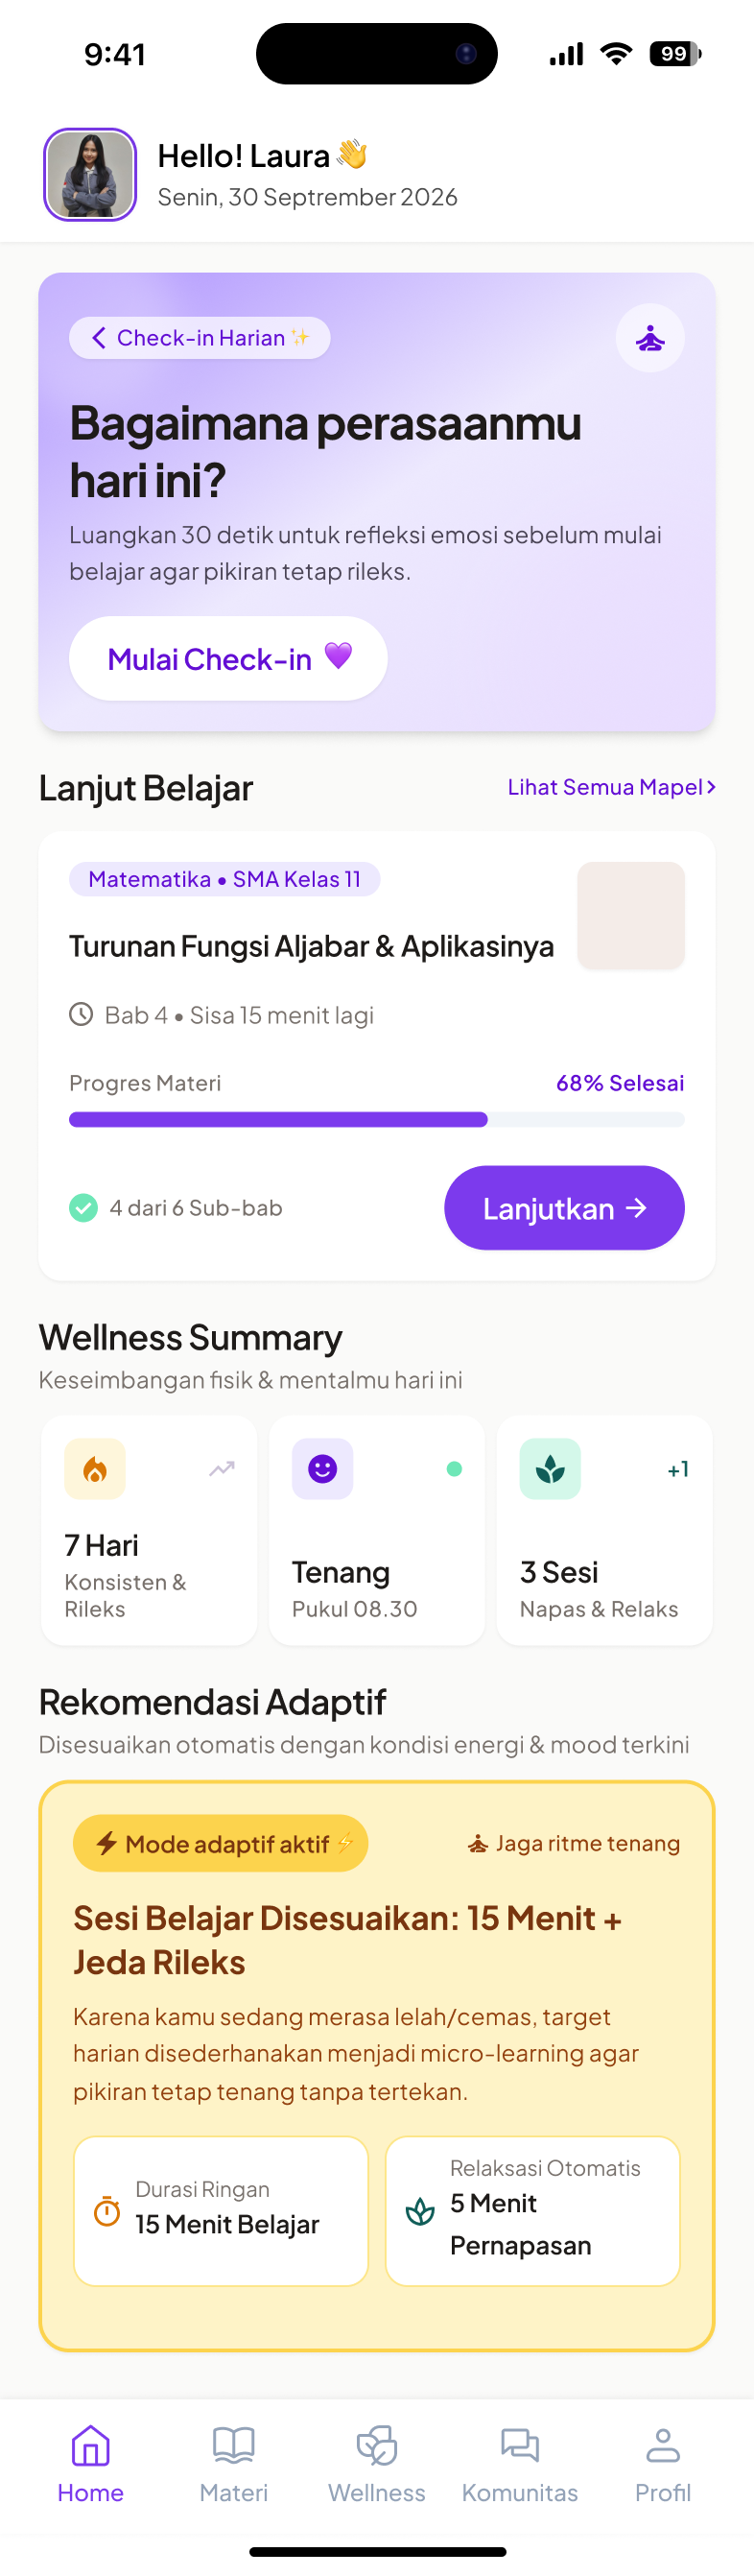 9:41
99
Hello! Laura 👋
Senin, 30 Septrember 2026
Check-in Harian ✨
Bagaimana perasaanmu
hari ini?
Luangkan 30 detik untuk refleksi emosi sebelum mulai
belajar agar pikiran tetap rileks.
Mulai Check-in 💜
Lanjut Belajar
Lihat Semua Mapel
Matematika • SMA Kelas 11
Turunan Fungsi Aljabar & Aplikasinya
Bab 4 • Sisa 15 menit lagi
Progres Materi
68% Selesai
4 dari 6 Sub-bab
Lanjutkan →
Wellness Summary
Keseimbangan fisik & mentalmu hari ini
7 Hari
Konsisten &
Rileks
Tenang
Pukul 08.30
+1
3 Sesi
Napas & Relaks
Rekomendasi Adaptif
Disesuaikan otomatis dengan kondisi energi & mood terkini
Mode adaptif aktif ⚡
Jaga ritme tenang
Sesi Belajar Disesuaikan: 15 Menit +
Jeda Rileks
Karena kamu sedang merasa lelah/cemas, target
harian disederhanakan menjadi micro-learning agar
pikiran tetap tenang tanpa tertekan.
Durasi Ringan
15 Menit Belajar
Relaksasi Otomatis
5 Menit
Pernapasan
Home
Materi
Wellness
Komunitas
Profil